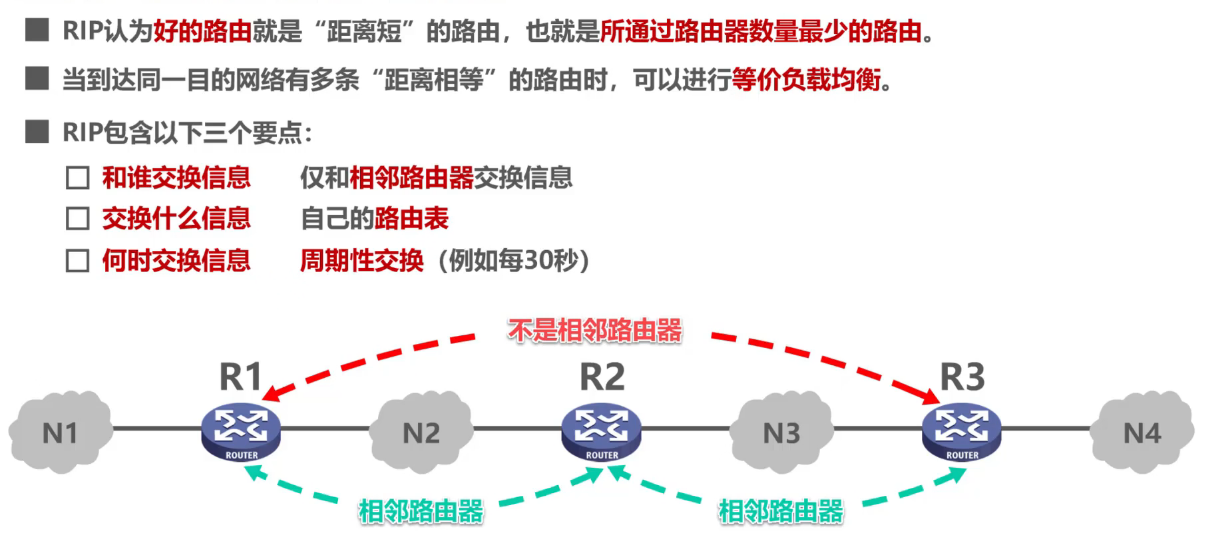 RIP认为好的路由就是“距离短”的路由，也就是所通过路由器数量最少的路由。
当到达同一目的网络有多条“距离相等”的路由时，可以进行等价负载均衡。
RIP包含以下三个要点：
和谁交换信息 仅和相邻路由器交换信息
交换什么信息 自己的路由表
何时交换信息 周期性交换（例如每30秒）
不是相邻路由器
R1 R2 R3
N1 N2 N3 N4
ROUTER ROUTER ROUTER
相邻路由器 相邻路由器